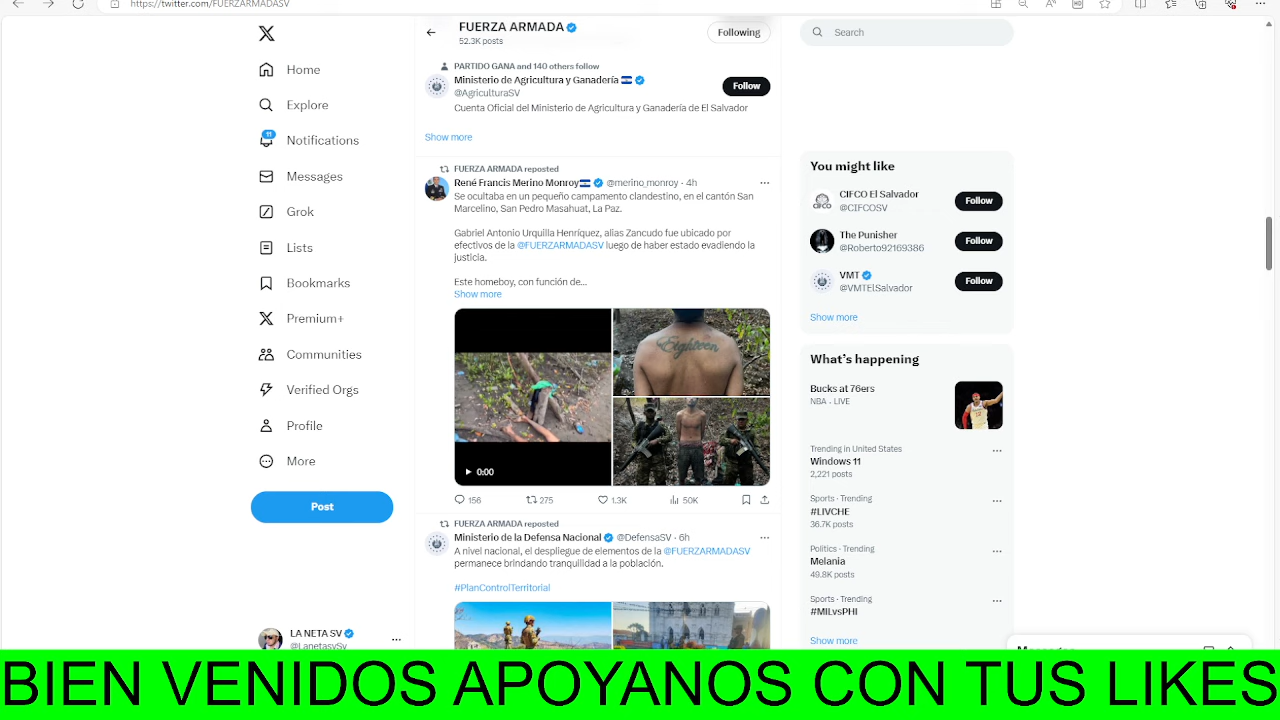 https://twitter.com/FUERZARMADASV
FUERZA ARMADA
52.3K posts
Following
Search
Home
Explore
11
Notifications
Messages
Grok
Lists
Bookmarks
Premium+
Communities
Verified Orgs
Profile
More
Post
LA NETA SV
@LanetasySv
PARTIDO GANA and 140 others follow
Ministerio de Agricultura y Ganadería
@AgriculturaSV
Follow
Cuenta Oficial del Ministerio de Agricultura y Ganadería de El Salvador
Show more
FUERZA ARMADA reposted
René Francis Merino Monroy @merino_monroy · 4h
Se ocultaba en un pequeño campamento clandestino, en el cantón San
Marcelino, San Pedro Masahuat, La Paz.
Gabriel Antonio Urquilla Henríquez, alias Zancudo fue ubicado por
efectivos de la @FUERZARMADASV luego de haber estado evadiendo la
justicia.
Este homeboy, con función de...
Show more
Eighteen
0:00
156 275 1.3K 50K
FUERZA ARMADA reposted
Ministerio de la Defensa Nacional @DefensaSV · 6h
A nivel nacional, el despliegue de elementos de la @FUERZARMADASV
permanece brindando tranquilidad a la población.
#PlanControlTerritorial
You might like
CIFCO El Salvador
@CIFCOSV
Follow
The Punisher
@Roberto92169386
Follow
VMT
@VMTElSalvador
Follow
Show more
What's happening
Bucks at 76ers
NBA · LIVE
Trending in United States
Windows 11
2,221 posts
Sports · Trending
#LIVCHE
36.7K posts
Politics · Trending
Melania
49.8K posts
Sports · Trending
#MILvsPHI
Show more
BIEN VENIDOS APOYANOS CON TUS LIKES